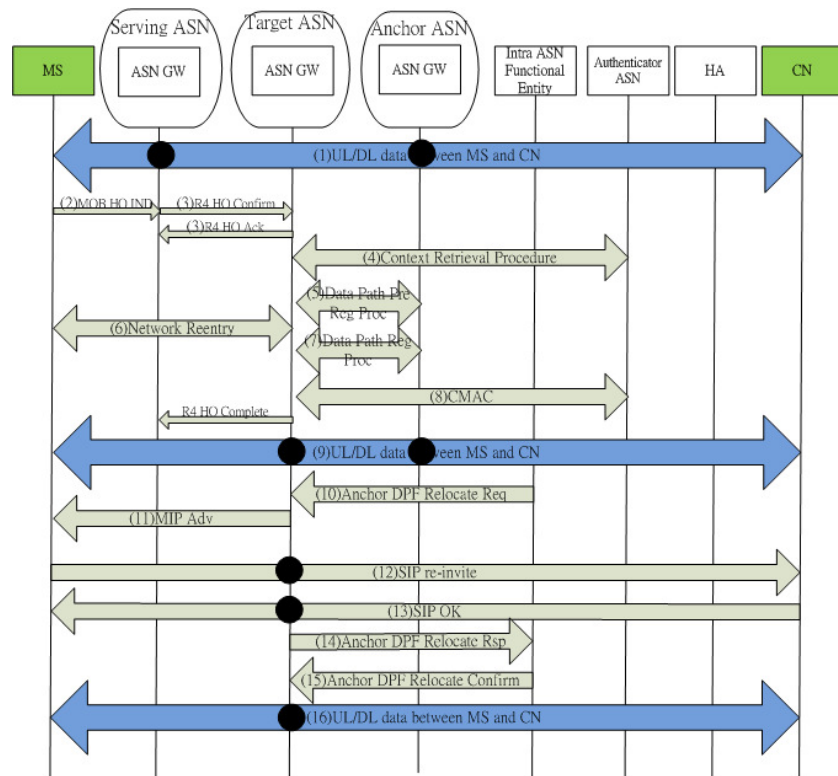 Serving ASN
Target ASN
Anchor ASN
MS
ASN GW
ASN GW
ASN GW
Intra ASN
Functional
Entity
Authenticator
ASN
HA
CN
(1)UL/DL data between MS and CN
(2)MOB HO IND
(3)R4 HO Confirm
(3)R4 HO Ack
(4)Context Retrieval Procedure
(5)Data Path Pre
Reg Proc
(6)Network Reentry
(7)Data Path Reg
Proc
(8)CMAC
R4 HO Complete
(9)UL/DL data between MS and CN
(10)Anchor DPF Relocate Req
(11)MIP Adv
(12)SIP re-invite
(13)SIP OK
(14)Anchor DPF Relocate Rsp
(15)Anchor DPF Relocate Confirm
(16)UL/DL data between MS and CN